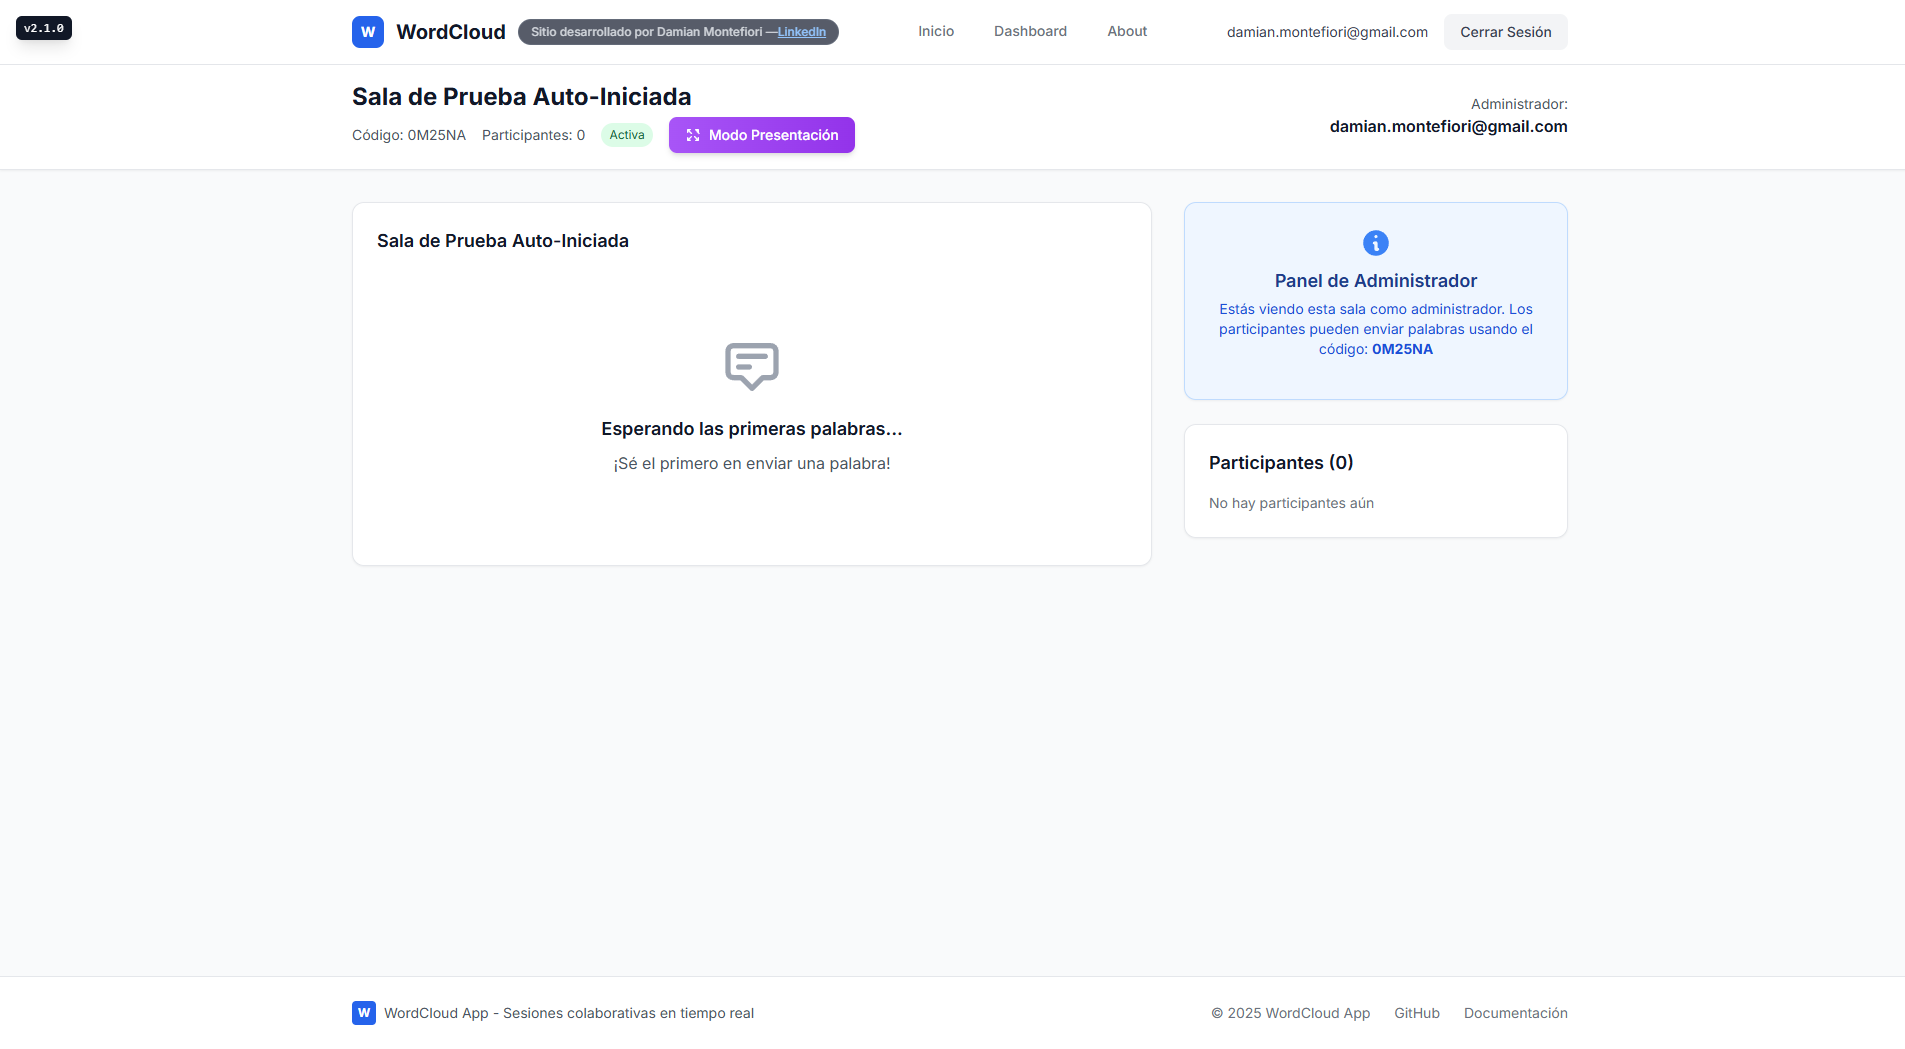 v2.1.0
W WordCloud Sitio desarrollado por Damian Montefiori —LinkedIn Inicio Dashboard About damian.montefiori@gmail.com Cerrar Sesión
Sala de Prueba Auto-Iniciada
Código: 0M25NA Participantes: 0 Activa Modo Presentación
Administrador:
damian.montefiori@gmail.com
Sala de Prueba Auto-Iniciada
Esperando las primeras palabras...
¡Sé el primero en enviar una palabra!
Panel de Administrador
Estás viendo esta sala como administrador. Los
participantes pueden enviar palabras usando el
código: 0M25NA
Participantes (0)
No hay participantes aún
W WordCloud App - Sesiones colaborativas en tiempo real
© 2025 WordCloud App GitHub Documentación